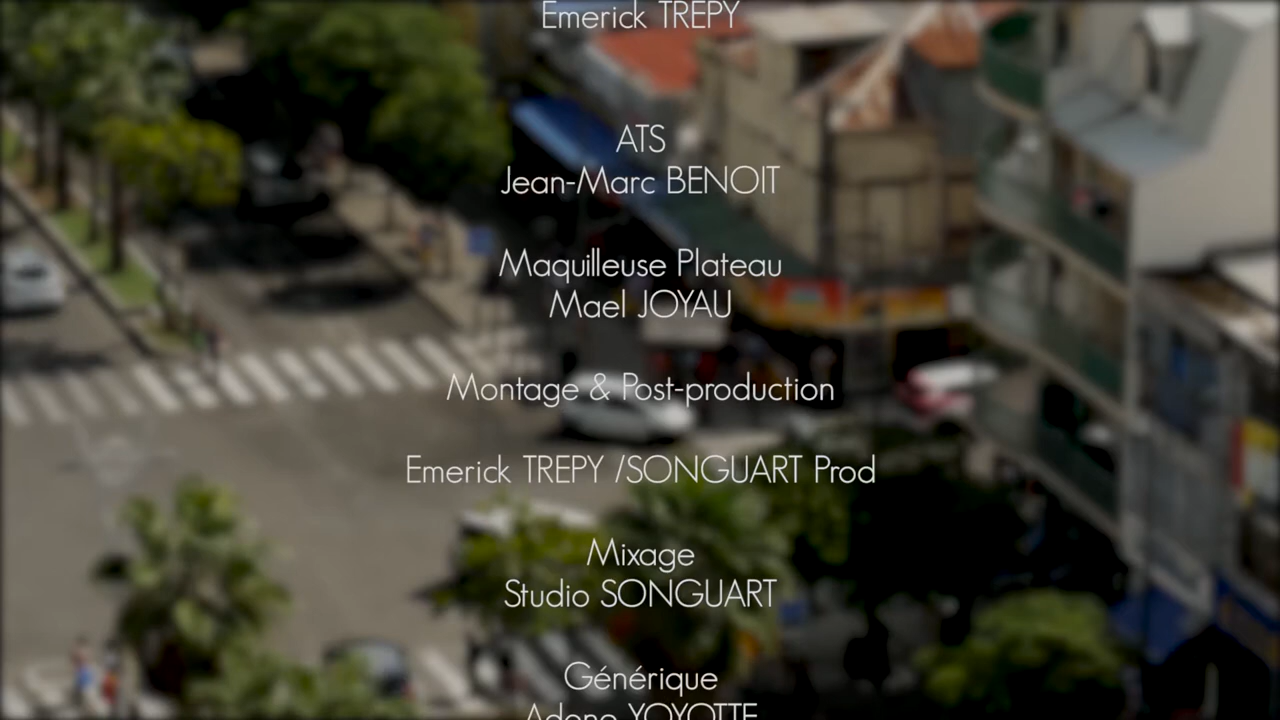 Emerick TREPY
ATS
Jean-Marc BENOIT
Maquilleuse Plateau
Mael JOYAU
Montage & Post-production
Emerick TREPY /SONGUART Prod
Mixage
Studio SONGUART
Générique
YOYOTTE